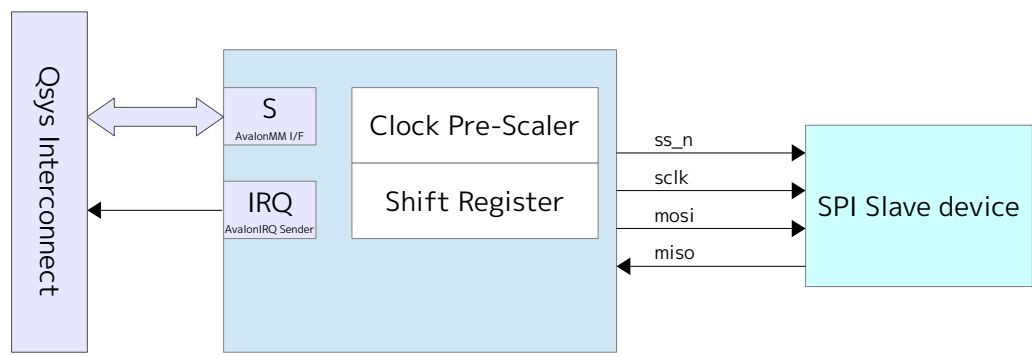 Qsys Interconnect
S
AvalonMM I/F
IRQ
AvalonIRQ Sender
Clock Pre-Scaler
Shift Register
ss_n
sclk
mosi
miso
SPI Slave device